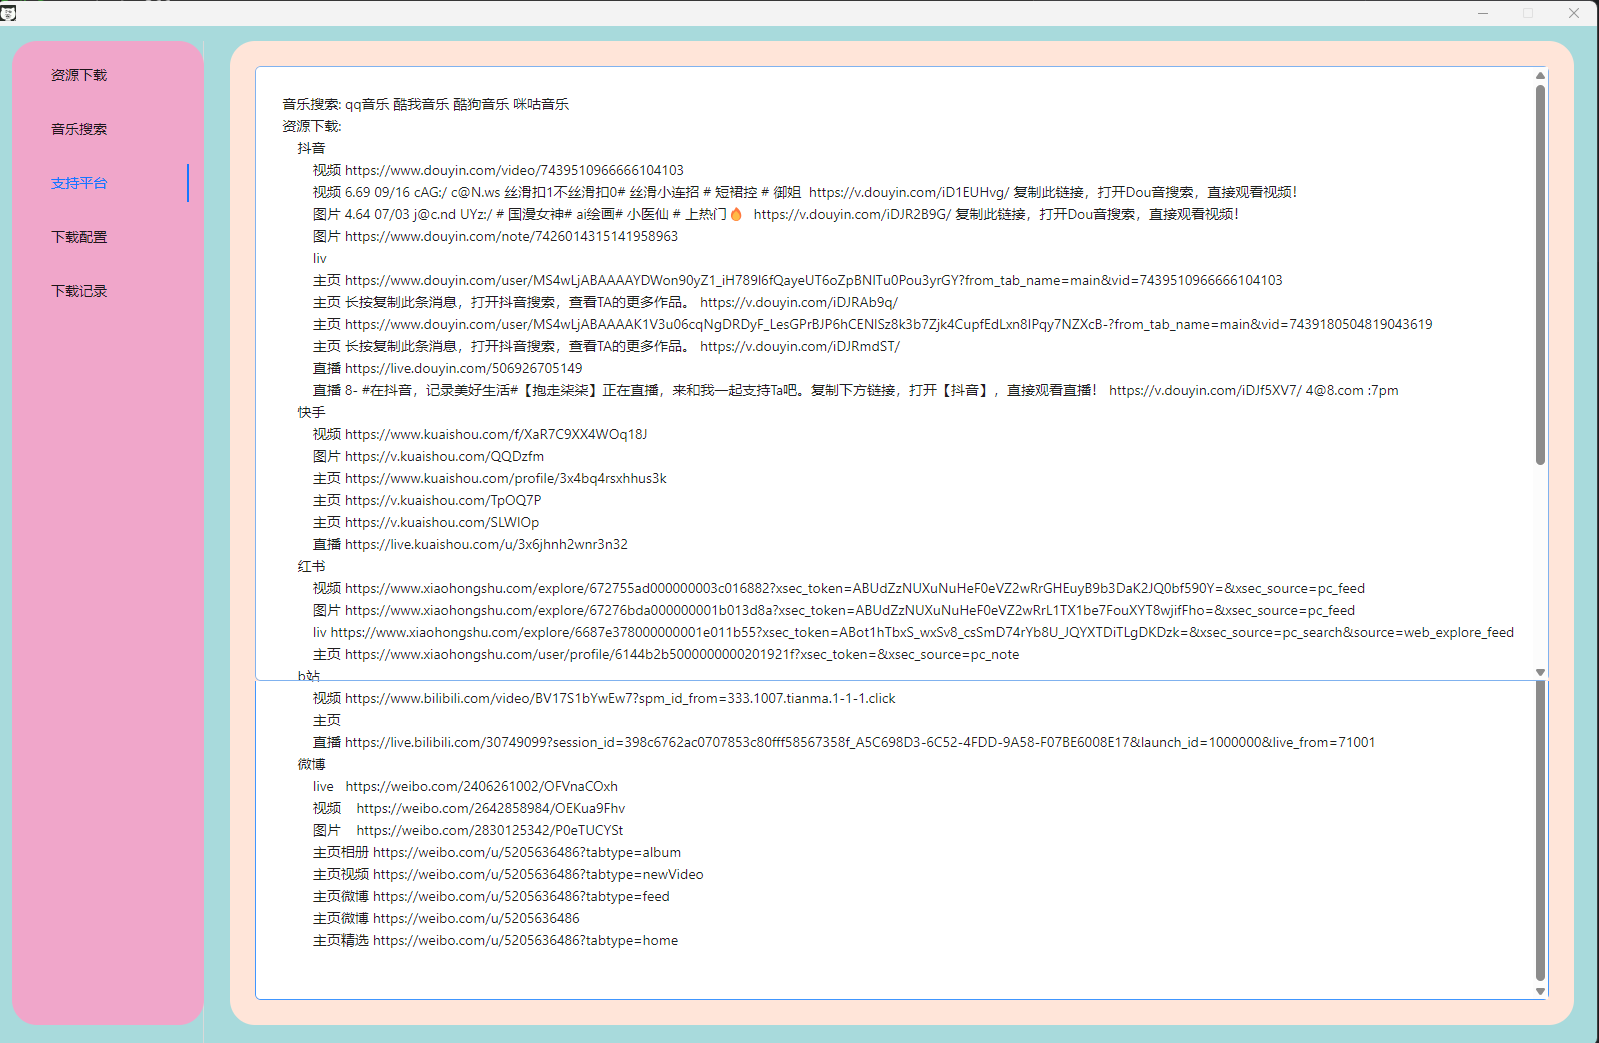 资源下载
音乐搜索
支持平台
下载配置
下载记录
音乐搜索: qq音乐 酷我音乐 酷狗音乐 咪咕音乐
资源下载:
抖音
视频 https://www.douyin.com/video/7439510966666104103
视频 6.69 09/16 cAG:/ c@N.ws 丝滑扣1不丝滑扣0# 丝滑小连招 # 短裙控 # 御姐  https://v.douyin.com/iD1EUHvg/ 复制此链接，打开Dou音搜索，直接观看视频！
图片 4.64 07/03 j@c.nd UYz:/ # 国漫女神# ai绘画# 小医仙 # 上热门🔥  https://v.douyin.com/iDJR2B9G/ 复制此链接，打开Dou音搜索，直接观看视频！
图片 https://www.douyin.com/note/7426014315141958963
liv
主页 https://www.douyin.com/user/MS4wLjABAAAAYDWon90yZ1_iH789I6fQayeUT6oZpBNITu0Pou3yrGY?from_tab_name=main&vid=7439510966666104103
主页 长按复制此条消息，打开抖音搜索，查看TA的更多作品。 https://v.douyin.com/iDJRAb9q/
主页 https://www.douyin.com/user/MS4wLjABAAAAK1V3u06cqNgDRDyF_LesGPrBJP6hCENISz8k3b7Zjk4CupfEdLxn8IPqy7NZXcB-?from_tab_name=main&vid=7439180504819043619
主页 长按复制此条消息，打开抖音搜索，查看TA的更多作品。 https://v.douyin.com/iDJRmdST/
直播 https://live.douyin.com/506926705149
直播 8- #在抖音，记录美好生活#【抱走柒柒】正在直播，来和我一起支持Ta吧。复制下方链接，打开【抖音】，直接观看直播！ https://v.douyin.com/iDJf5XV7/ 4@8.com :7pm
快手
视频 https://www.kuaishou.com/f/XaR7C9XX4WOq18J
图片 https://v.kuaishou.com/QQDzfm
主页 https://www.kuaishou.com/profile/3x4bq4rsxhhus3k
主页 https://v.kuaishou.com/TpOQ7P
主页 https://v.kuaishou.com/SLWIOp
直播 https://live.kuaishou.com/u/3x6jhnh2wnr3n32
红书
视频 https://www.xiaohongshu.com/explore/672755ad000000003c016882?xsec_token=ABUdZzNUXuNuHeF0eVZ2wRrGHEuyB9b3DaK2JQ0bf590Y=&xsec_source=pc_feed
图片 https://www.xiaohongshu.com/explore/67276bda000000001b013d8a?xsec_token=ABUdZzNUXuNuHeF0eVZ2wRrL1TX1be7FouXYT8wjifFho=&xsec_source=pc_feed
liv https://www.xiaohongshu.com/explore/6687e378000000001e011b55?xsec_token=ABot1hTbxS_wxSv8_csSmD74rYb8U_JQYXTDiTLgDKDzk=&xsec_source=pc_search&source=web_explore_feed
主页 https://www.xiaohongshu.com/user/profile/6144b2b5000000000201921f?xsec_token=&xsec_source=pc_note
b站
视频 https://www.bilibili.com/video/BV17S1bYwEw7?spm_id_from=333.1007.tianma.1-1-1.click
主页
直播 https://live.bilibili.com/30749099?session_id=398c6762ac0707853c80fff58567358f_A5C698D3-6C52-4FDD-9A58-F07BE6008E17&launch_id=1000000&live_from=71001
微博
live   https://weibo.com/2406261002/OFVnaCOxh
视频    https://weibo.com/2642858984/OEKua9Fhv
图片    https://weibo.com/2830125342/P0eTUCYSt
主页相册 https://weibo.com/u/5205636486?tabtype=album
主页视频 https://weibo.com/u/5205636486?tabtype=newVideo
主页微博 https://weibo.com/u/5205636486?tabtype=feed
主页微博 https://weibo.com/u/5205636486
主页精选 https://weibo.com/u/5205636486?tabtype=home